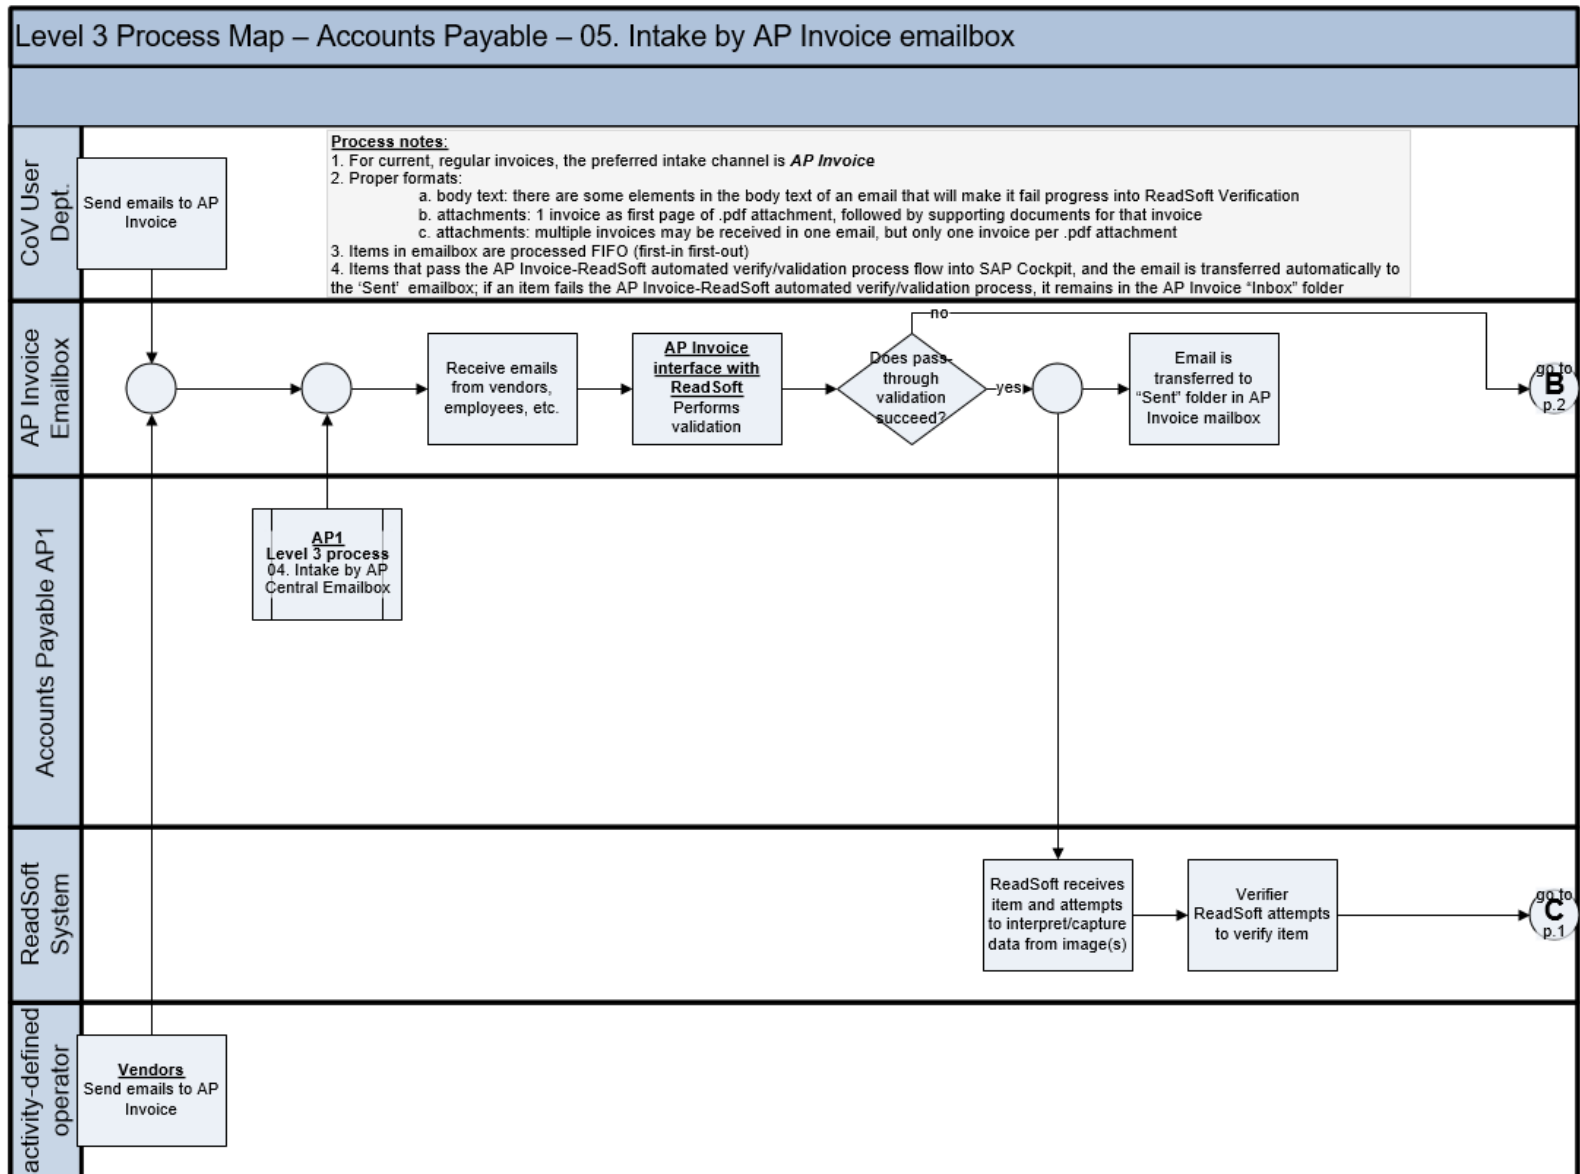 Level 3 Process Map – Accounts Payable – 05. Intake by AP Invoice emailbox
CoV User
Dept.
Send emails to AP
Invoice
Process notes:
1. For current, regular invoices, the preferred intake channel is AP Invoice
2. Proper formats:
a. body text: there are some elements in the body text of an email that will make it fail progress into ReadSoft Verification
b. attachments: 1 invoice as first page of .pdf attachment, followed by supporting documents for that invoice
c. attachments: multiple invoices may be received in one email, but only one invoice per .pdf attachment
3. Items in emailbox are processed FIFO (first-in first-out)
4. Items that pass the AP Invoice-ReadSoft automated verify/validation process flow into SAP Cockpit, and the email is transferred automatically to
the ‘Sent’ emailbox; if an item fails the AP Invoice-ReadSoft automated verify/validation process, it remains in the AP Invoice “Inbox” folder
AP Invoice
Emailbox
Receive emails
from vendors,
employees, etc.
AP Invoice
interface with
ReadSoft
Performs
validation
Does pass-
through
validation
succeed?
no
yes
Email is
transferred to
“Sent” folder in AP
Invoice mailbox
go to
B
p.2
Accounts Payable AP1
AP1
Level 3 process
04. Intake by AP
Central Emailbox
ReadSoft
System
ReadSoft receives
item and attempts
to interpret/capture
data from image(s)
Verifier
ReadSoft attempts
to verify item
go to
C
p.1
activity-defined
operator
Vendors
Send emails to AP
Invoice